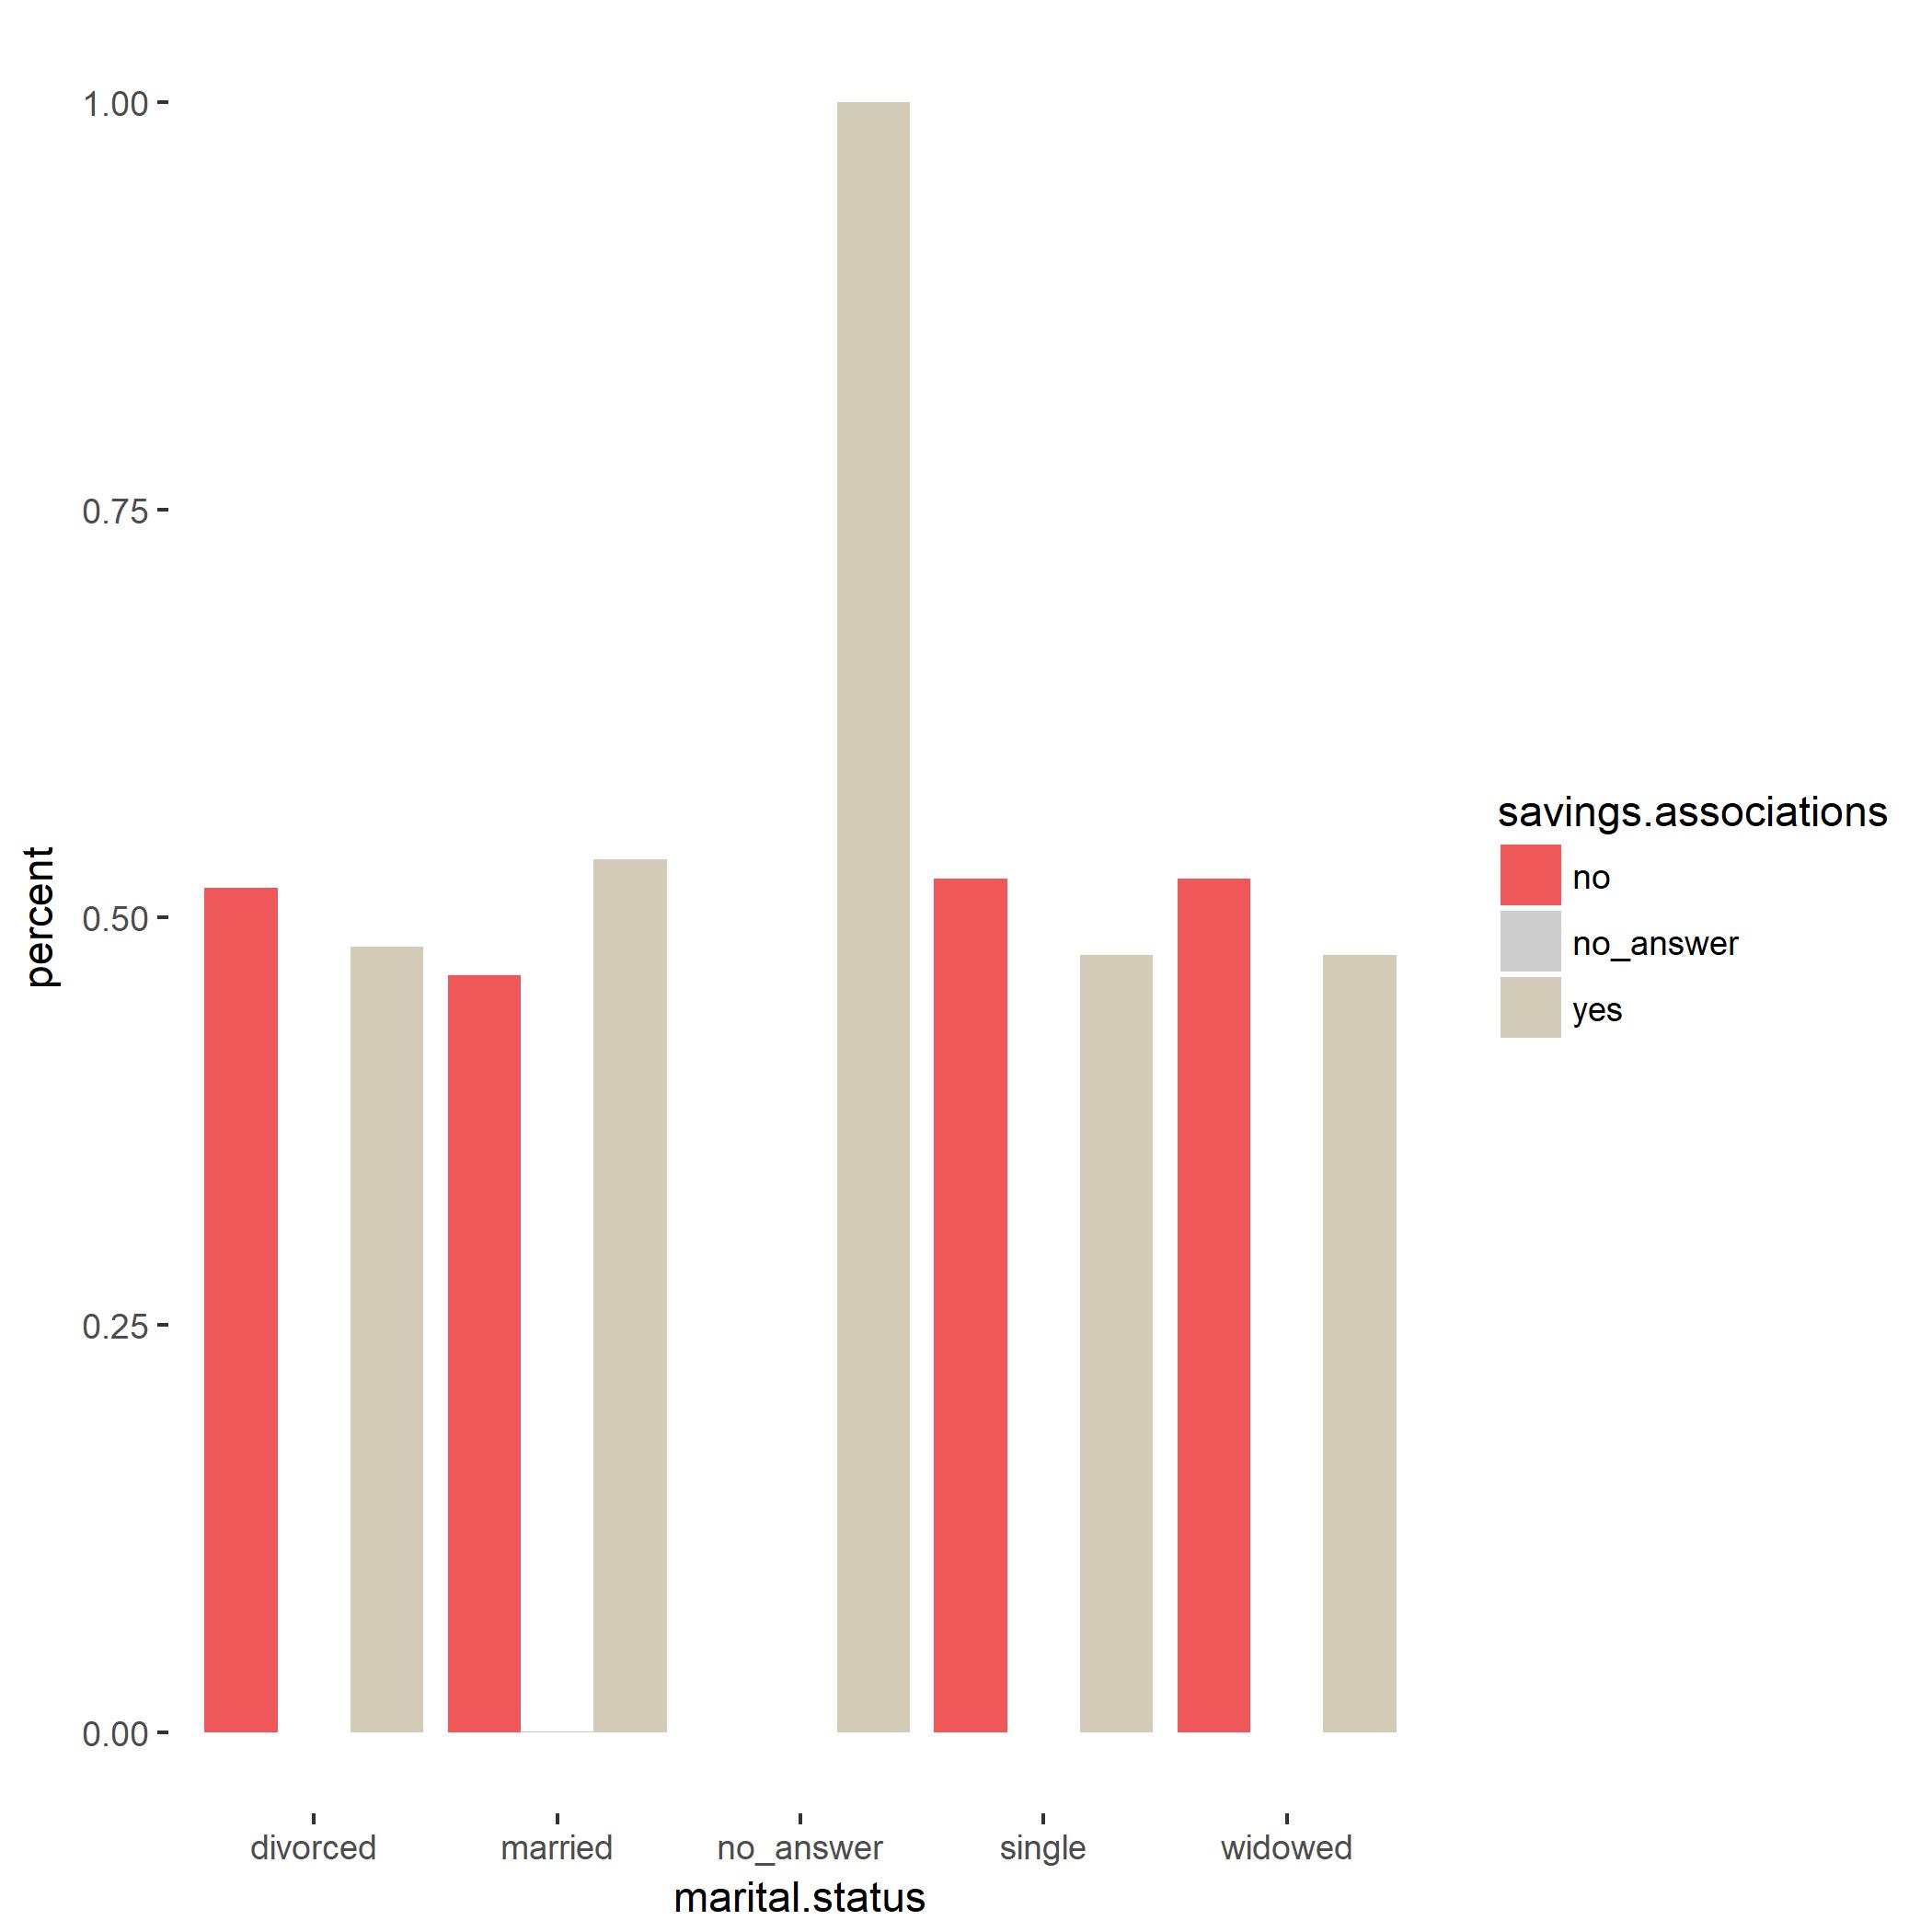 1.00
0.75
0.50
0.25
0.00
percent
divorced
married
no_answer
single
widowed
marital.status
savings.associations
no
no_answer
yes